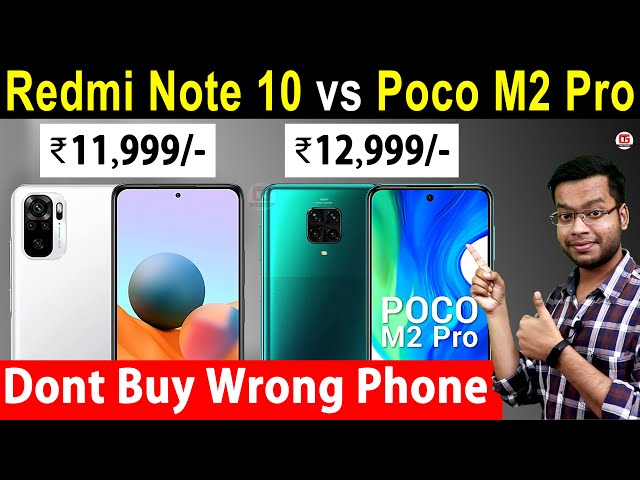 Redmi Note 10 vs Poco M2 Pro
₹11,999/-
₹12,999/-
POCO
M2 Pro
Dont Buy Wrong Phone